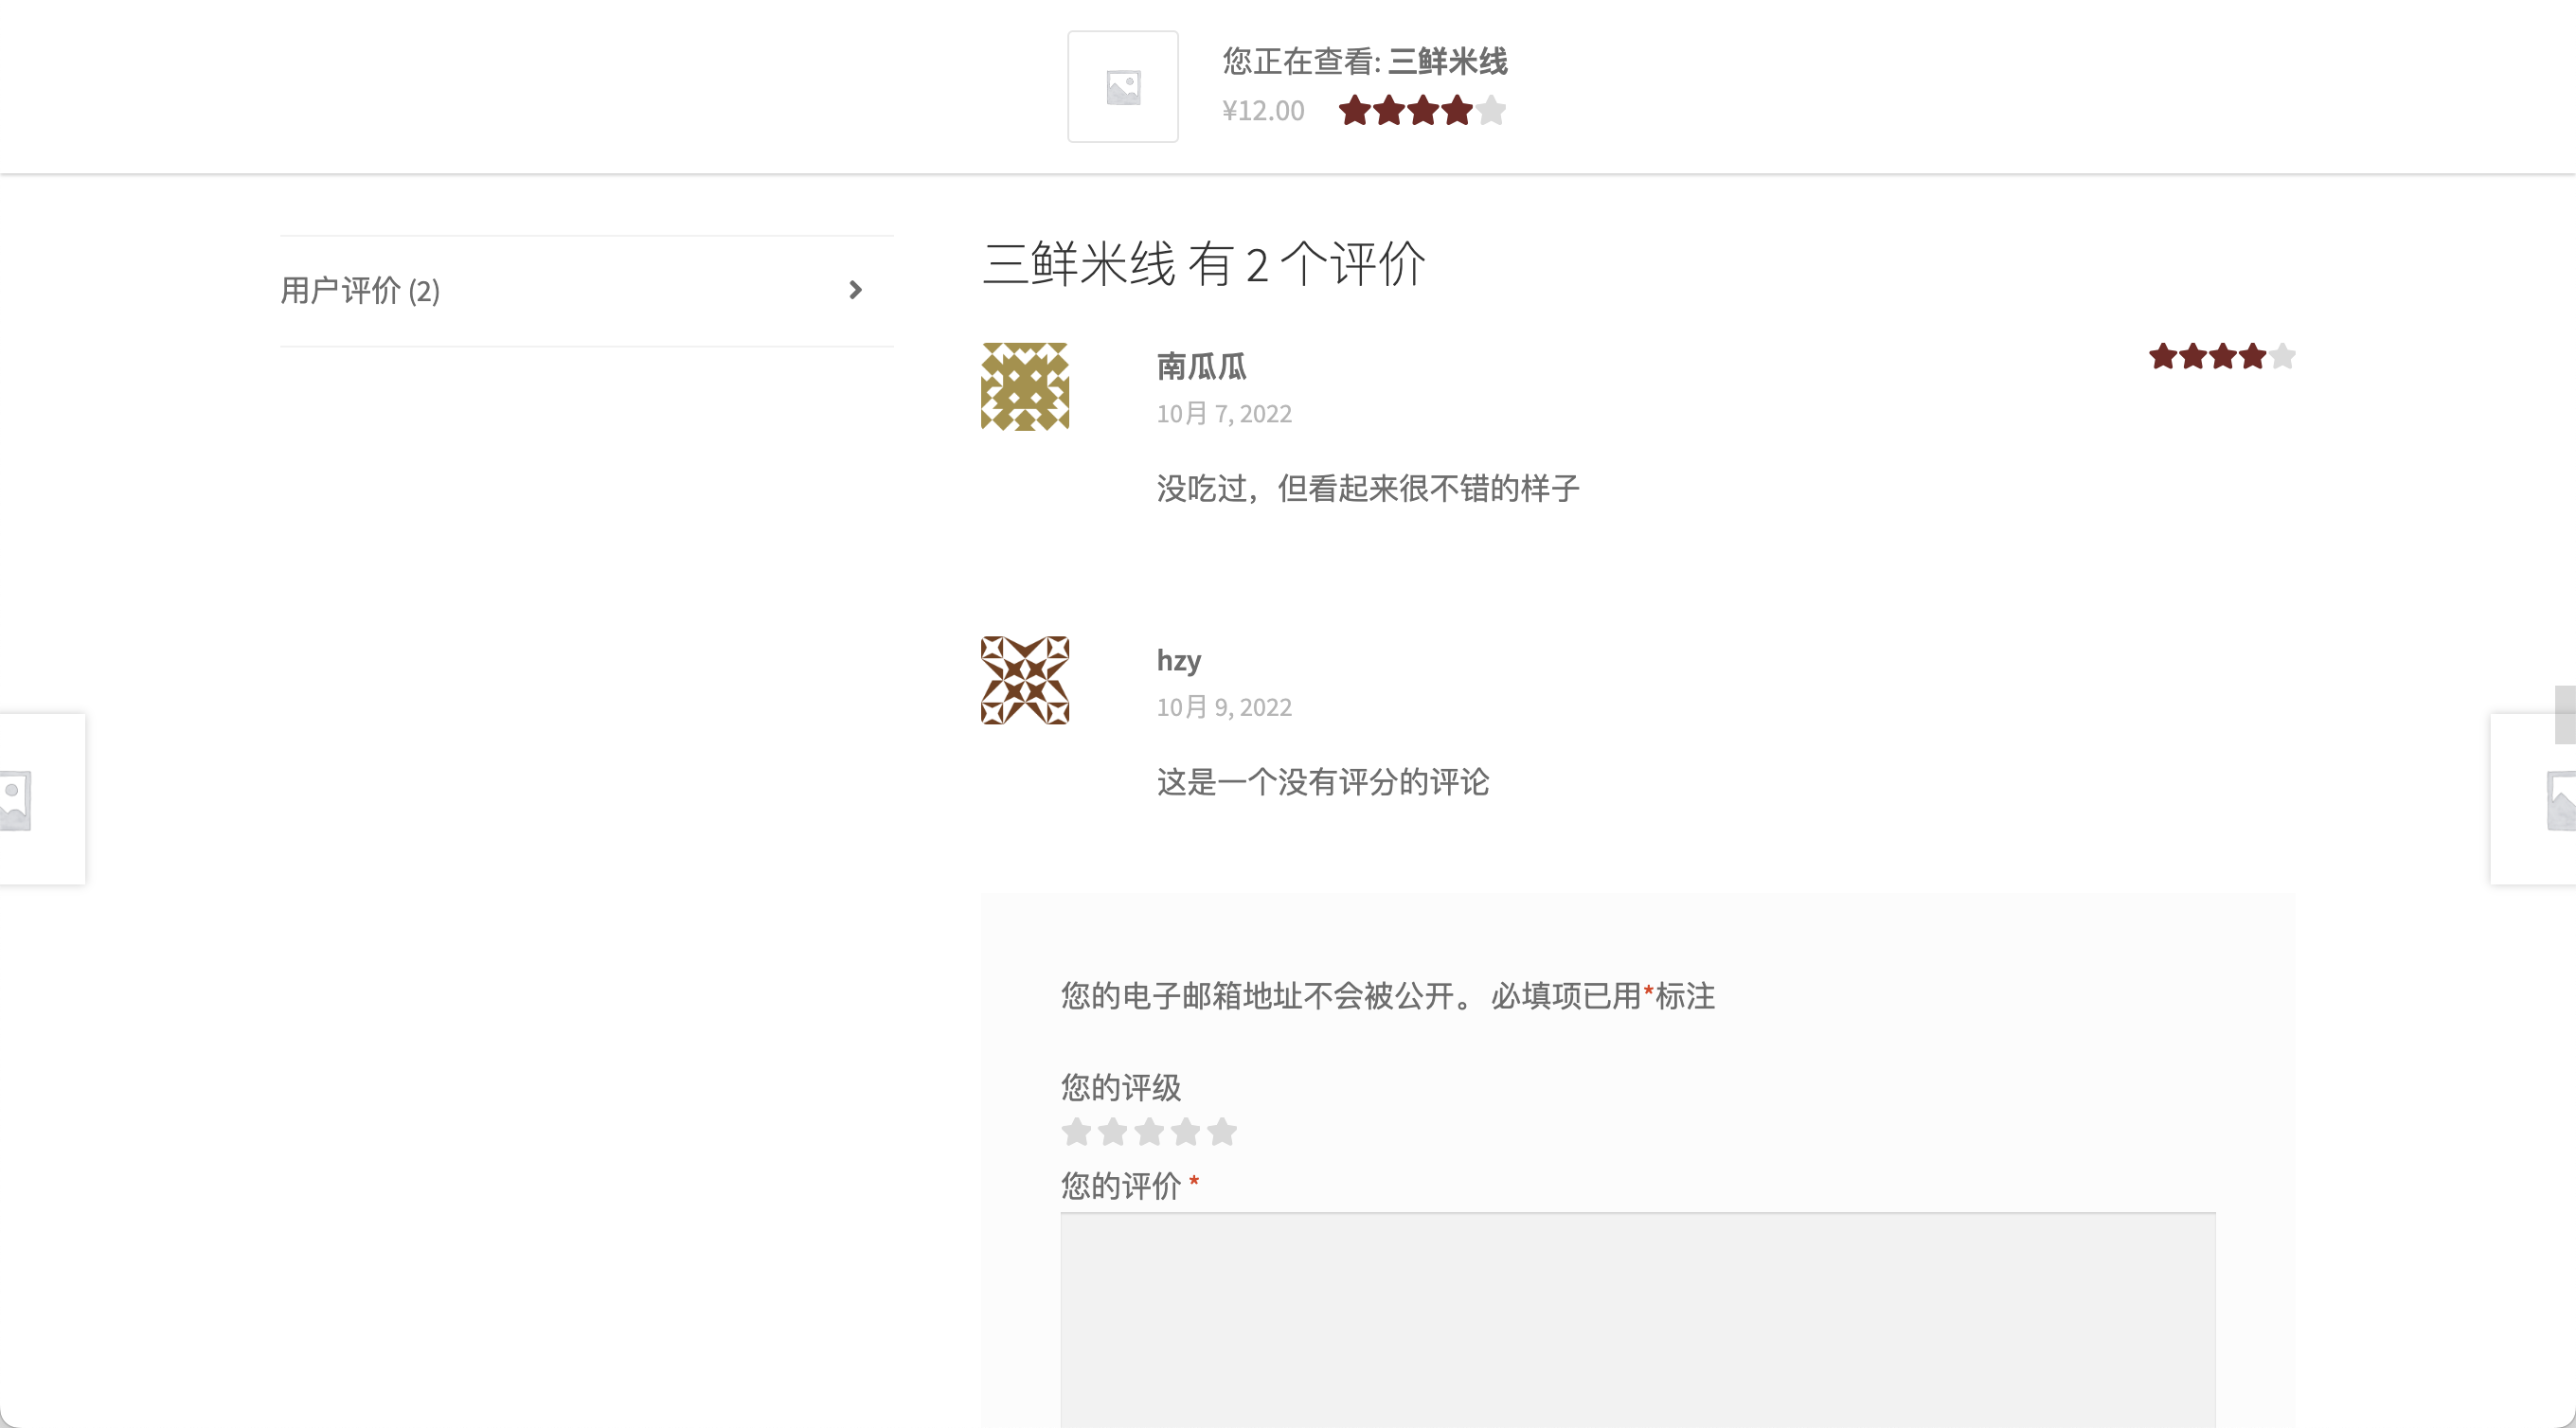 您正在查看: 三鲜米线
¥12.00
用户评价 (2)
三鲜米线 有 2 个评价
南瓜瓜
10月 7, 2022
没吃过，但看起来很不错的样子
hzy
10月 9, 2022
这是一个没有评分的评论
您的电子邮箱地址不会被公开。 必填项已用*标注
您的评级
您的评价 *